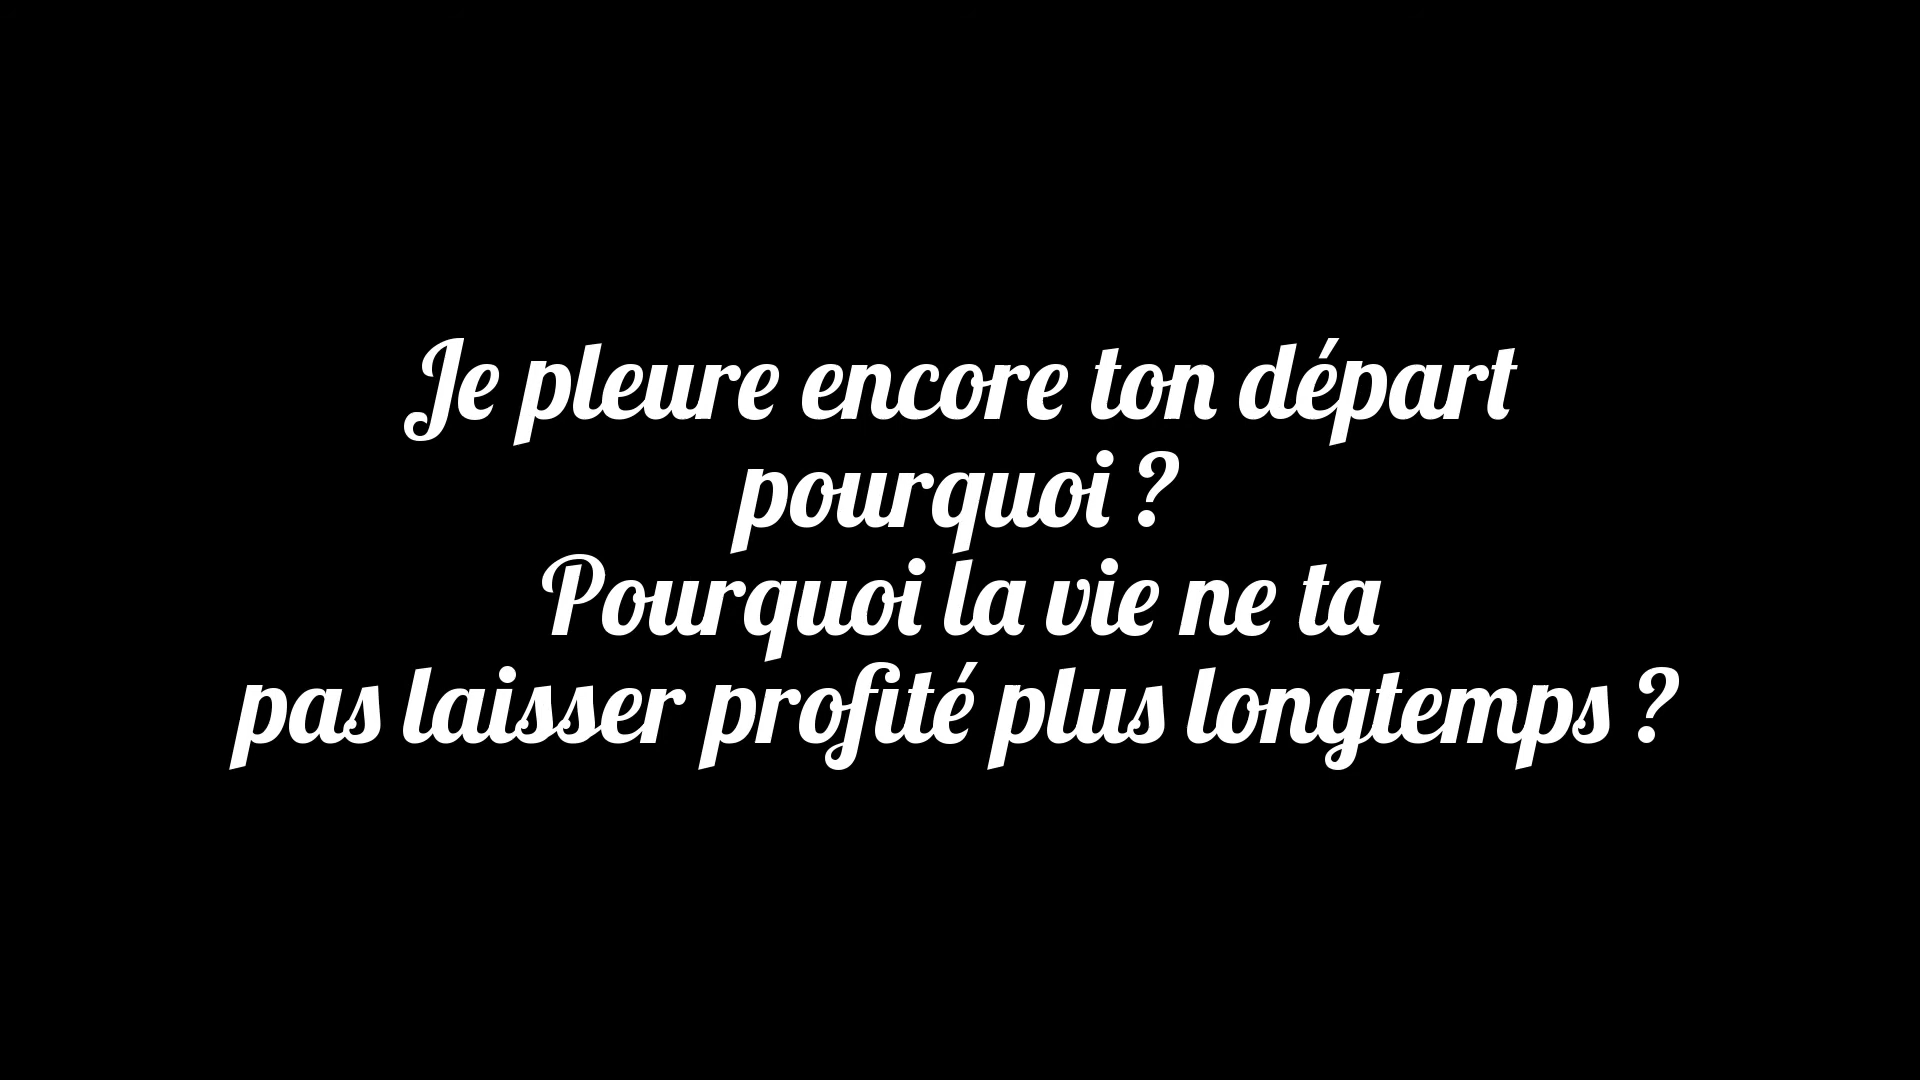 Je pleure encore ton départ
pourquoi ?
Pourquoi la vie ne ta
pas laisser profité plus longtemps ?